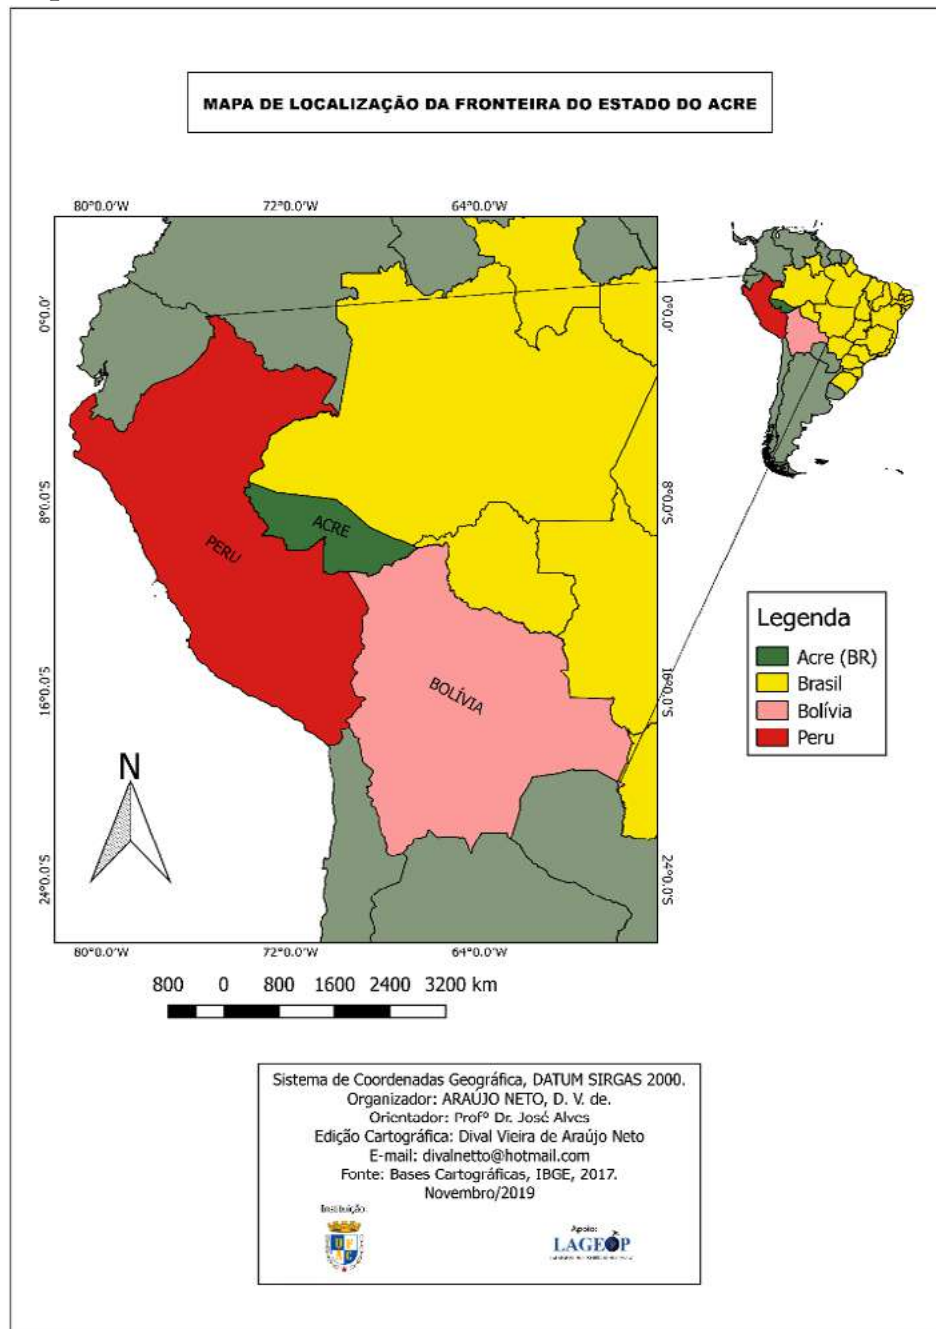 MAPA DE LOCALIZAÇÃO DA FRONTEIRA DO ESTADO DO ACRE
80°0.0'W 72°0.0'W 64°0.0'W
0°0.0'
0°0.0'
8°0.0'S
8°0.0'S
ACRE
PERU
BOLÍVIA
16°0.0'S
16°0.0'S
N
24°0.0'S
24°0.0'S
80°0.0'W 72°0.0'W 64°0.0'W
Legenda
Acre (BR)
Brasil
Bolívia
Peru
800 0 800 1600 2400 3200 km
Sistema de Coordenadas Geográfica, DATUM SIRGAS 2000.
Organizador: ARAÚJO NETO, D. V. de.
Orientador: Profº Dr. José Alves
Edição Cartográfica: Dival Vieira de Araújo Neto
E-mail: divalnetto@hotmail.com
Fonte: Bases Cartográficas, IBGE, 2017.
Novembro/2019
Instituição:
Apoio:
LAGEOP